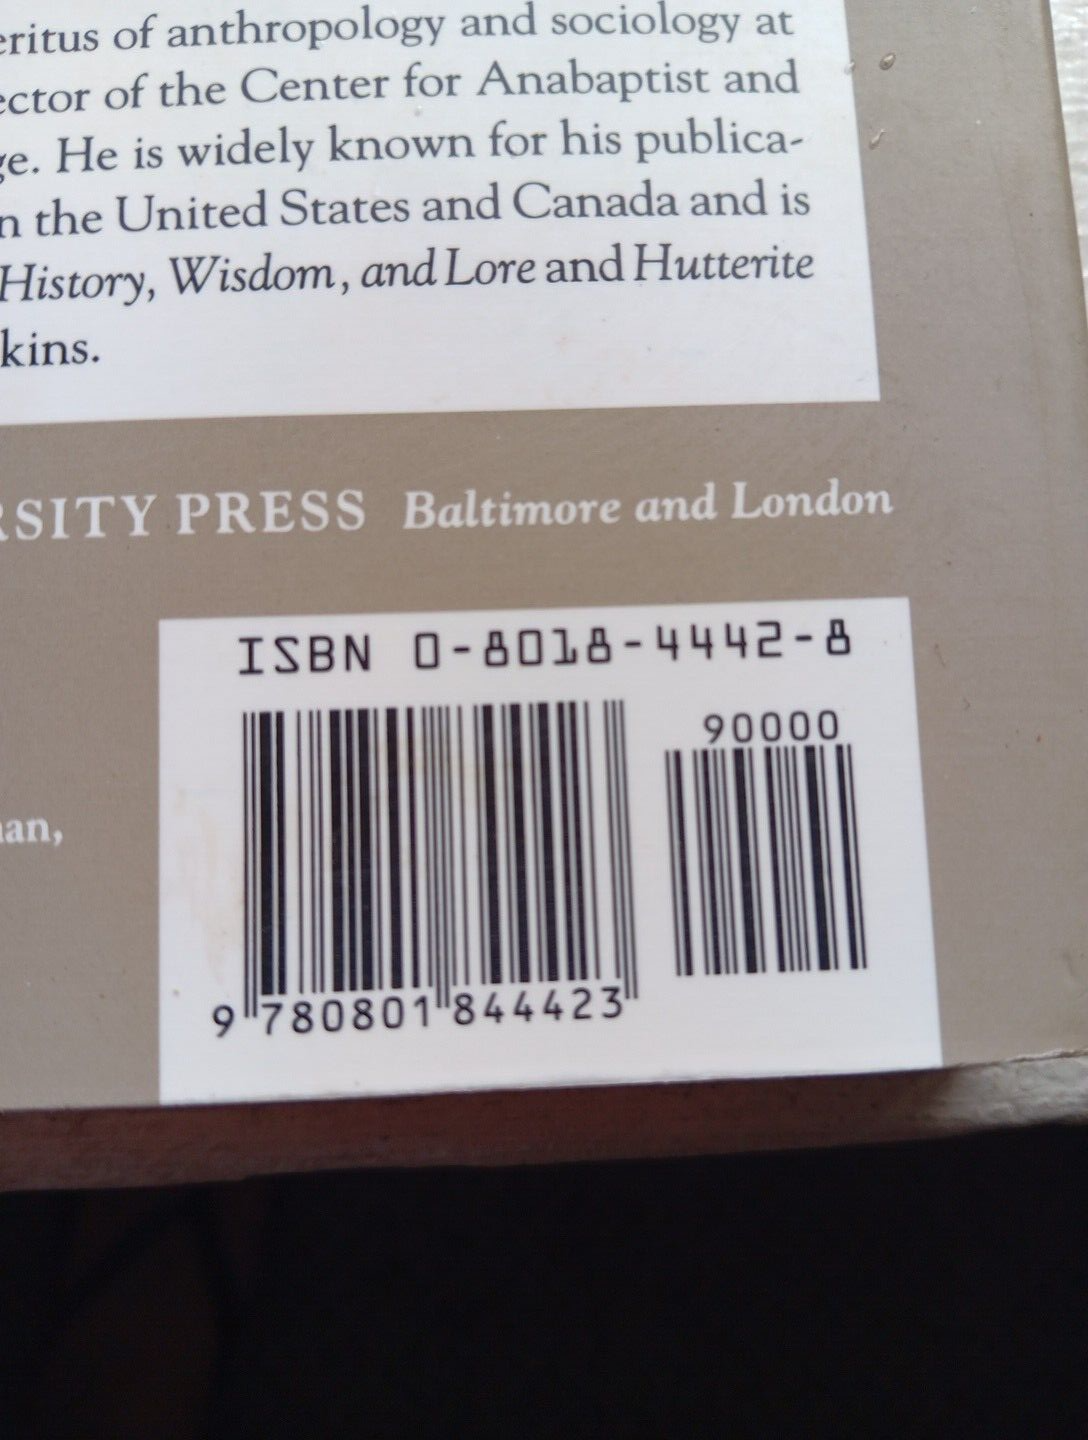 eritus of anthropology and sociology at
ector of the Center for Anabaptist and
ge. He is widely known for his publica-
n the United States and Canada and is
History, Wisdom, and Lore and Hutterite
kins.
RSITY PRESS Baltimore and London
ISBN 0-8018-4442-8
90000
an,
9 780801 844423